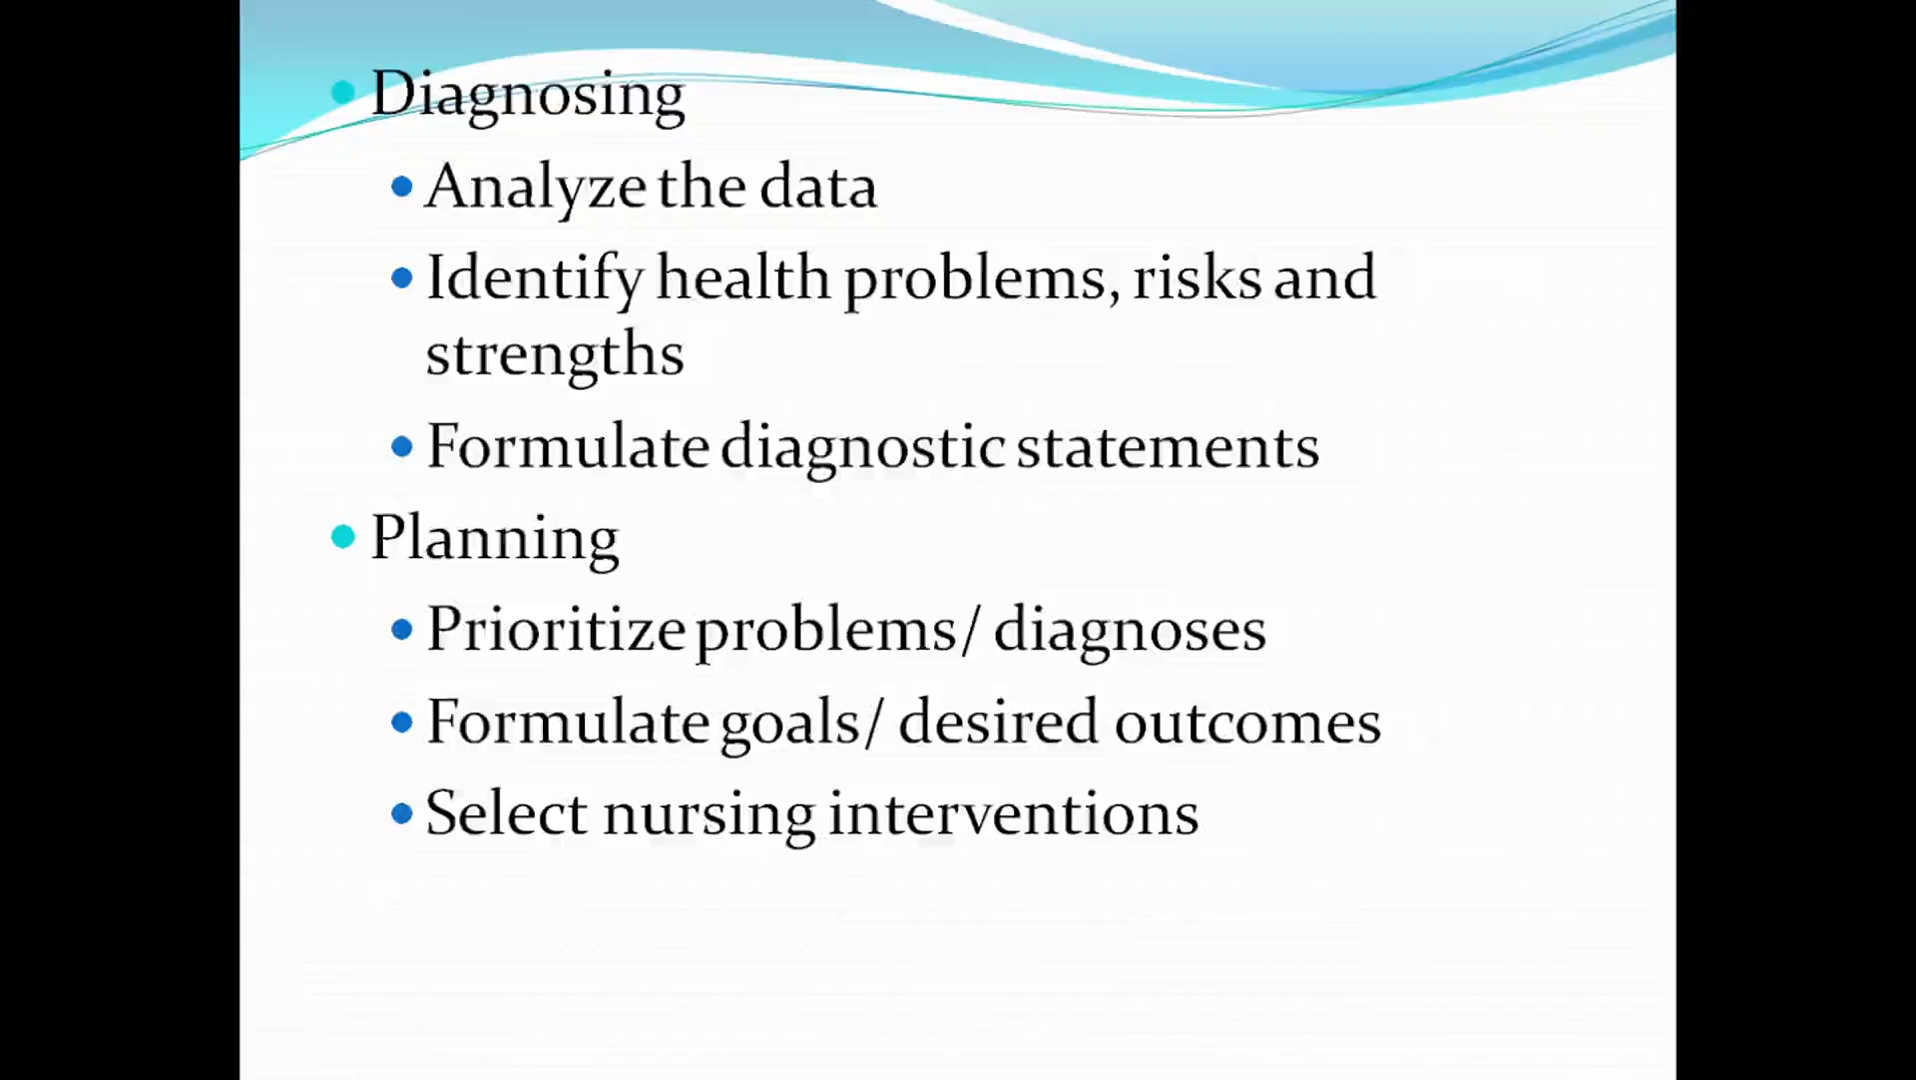 Diagnosing
Analyze the data
Identify health problems, risks and
strengths
Formulate diagnostic statements
Planning
Prioritize problems/ diagnoses
Formulate goals/ desired outcomes
Select nursing interventions